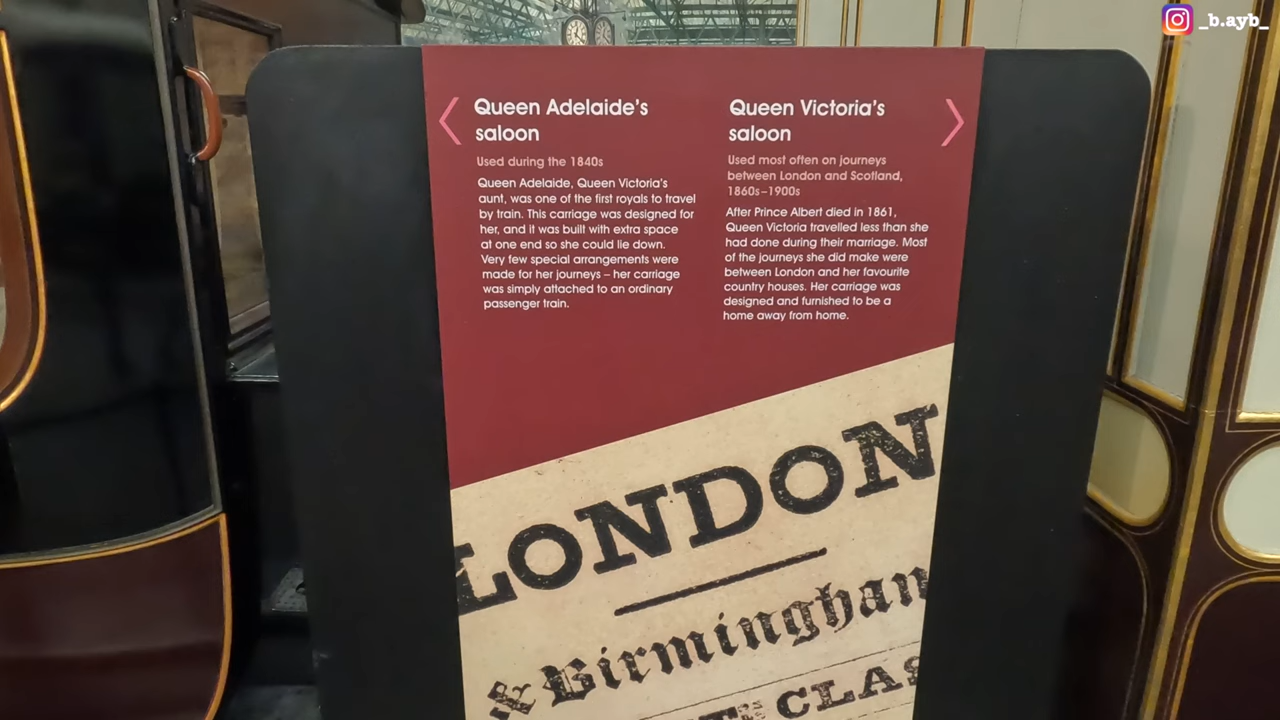 _b.ayb_
Queen Adelaide's
saloon
Used during the 1840s
Queen Adelaide, Queen Victoria's
aunt, was one of the first royals to travel
by train. This carriage was designed for
her, and it was built with extra space
at one end so she could lie down.
Very few special arrangements were
made for her journeys – her carriage
was simply attached to an ordinary
passenger train.
Queen Victoria's
saloon
Used most often on journeys
between London and Scotland,
1860s–1900s
After Prince Albert died in 1861,
Queen Victoria travelled less than she
had done during their marriage. Most
of the journeys she did make were
between London and her favourite
country houses. Her carriage was
designed and furnished to be a
home away from home.
LONDON
& Birmingham
CLAS